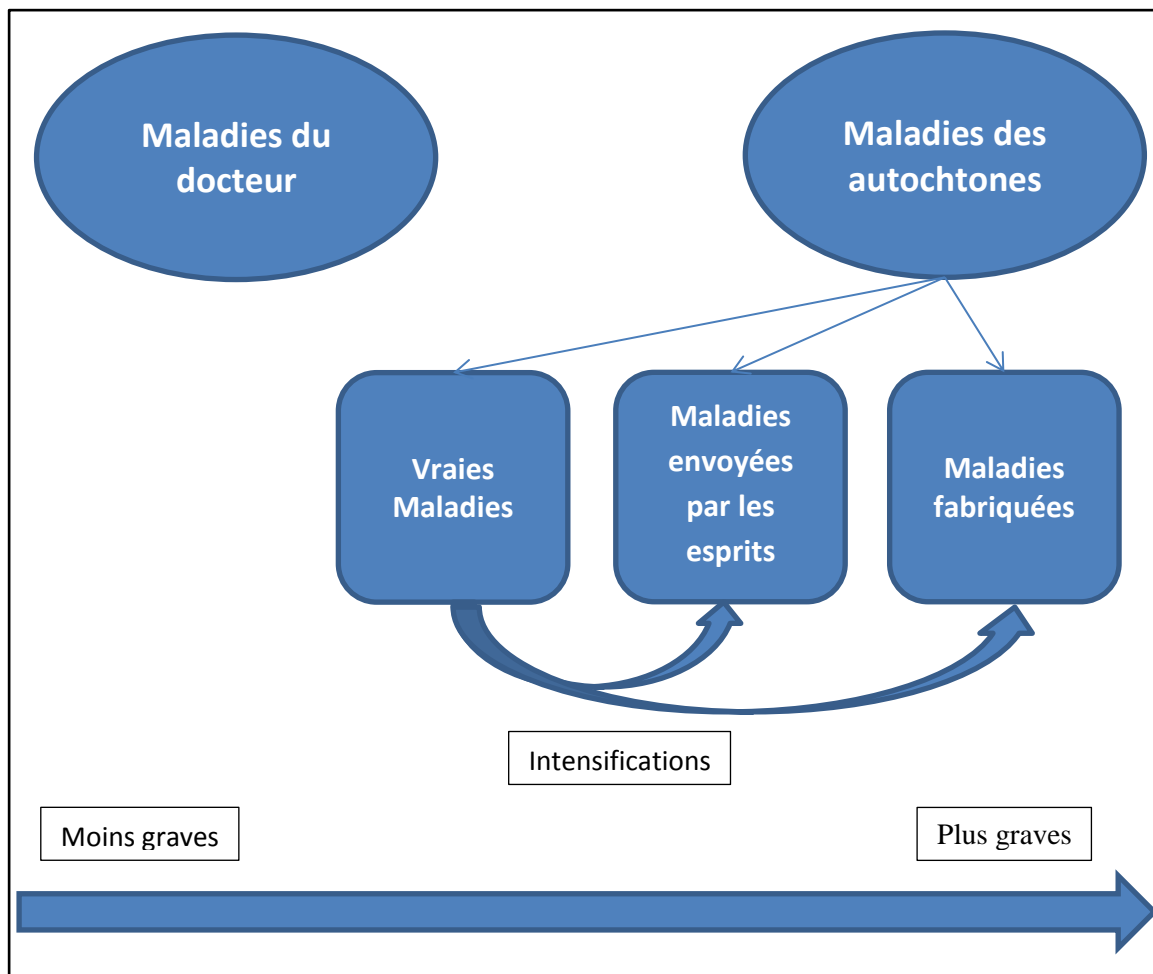 Maladies du
docteur
Maladies des
autochtones
Vraies
Maladies
Maladies
envoyées
par les
esprits
Maladies
fabriquées
Intensifications
Moins graves
Plus graves